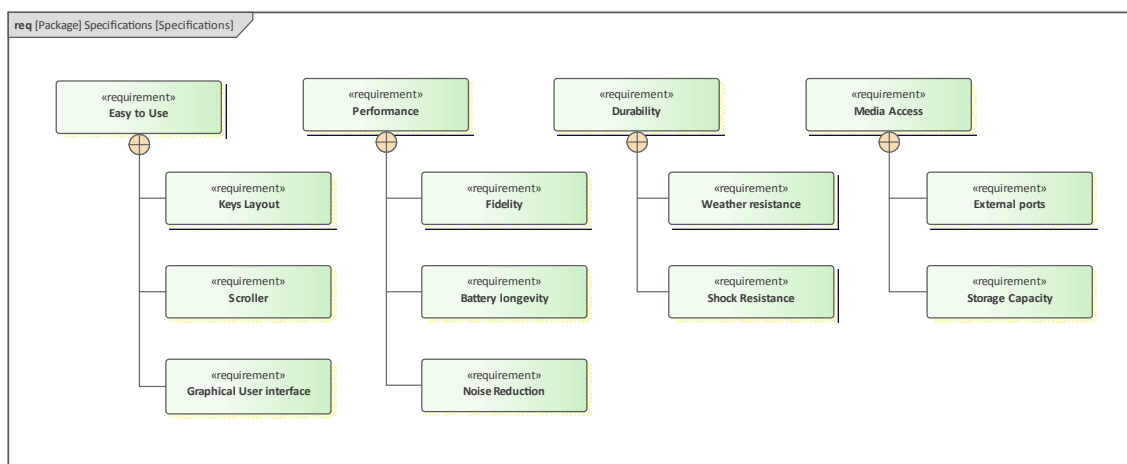 req [Package] Specifications [Specifications]
«requirement»
Easy to Use
«requirement»
Keys Layout
«requirement»
Scroller
«requirement»
Graphical User interface
«requirement»
Performance
«requirement»
Fidelity
«requirement»
Battery longevity
«requirement»
Noise Reduction
«requirement»
Durability
«requirement»
Weather resistance
«requirement»
Shock Resistance
«requirement»
Media Access
«requirement»
External ports
«requirement»
Storage Capacity